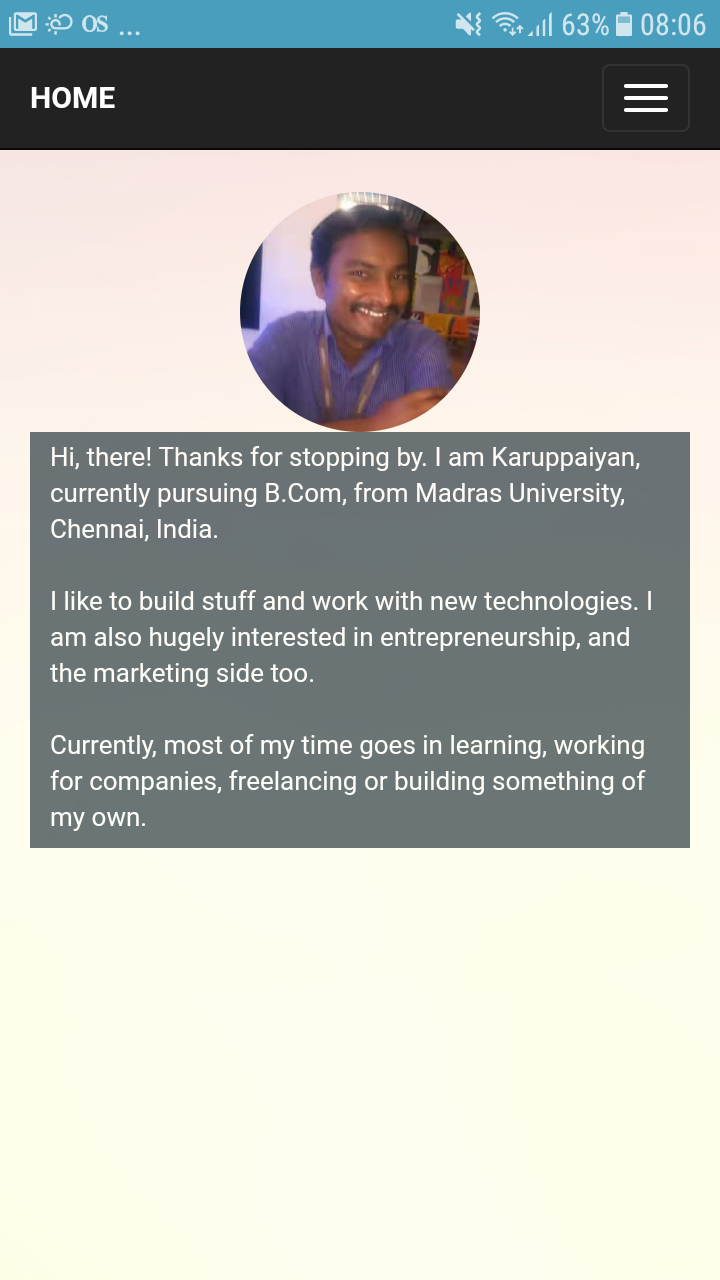 OS ... 63% 08:06
HOME
Hi, there! Thanks for stopping by. I am Karuppaiyan,
currently pursuing B.Com, from Madras University,
Chennai, India.
I like to build stuff and work with new technologies. I
am also hugely interested in entrepreneurship, and
the marketing side too.
Currently, most of my time goes in learning, working
for companies, freelancing or building something of
my own.